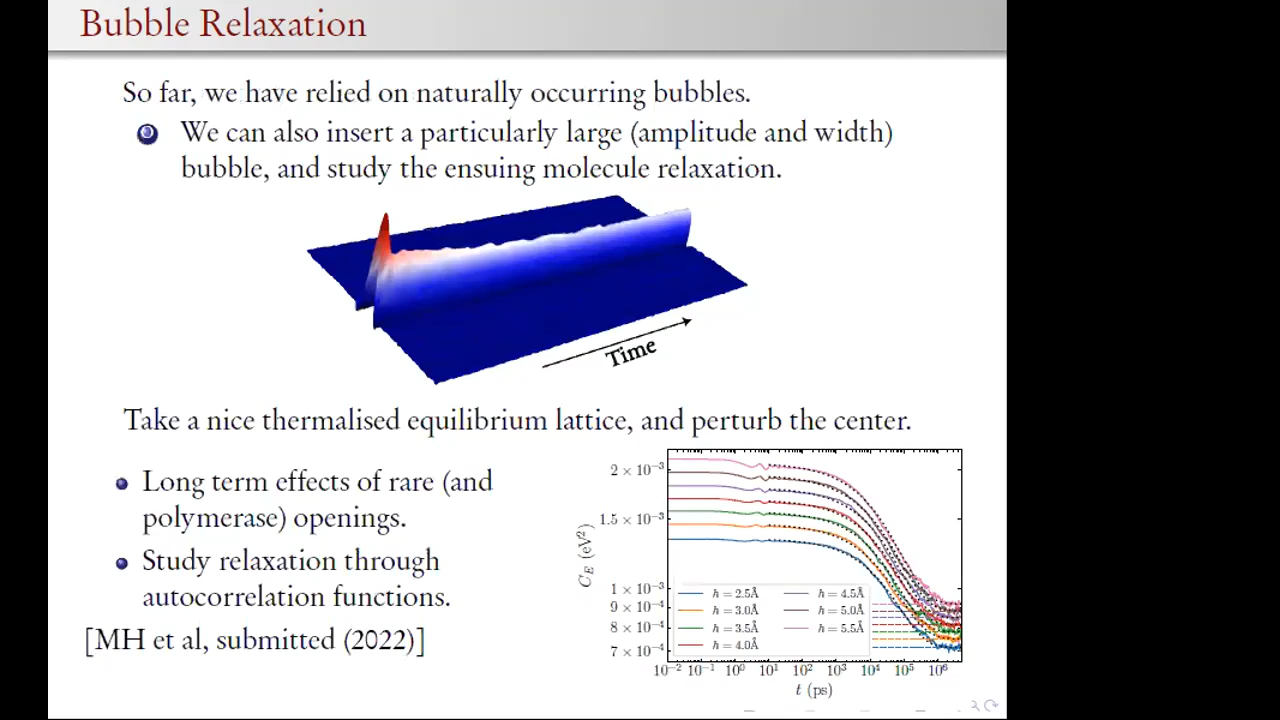 Bubble Relaxation
So far, we have relied on naturally occurring bubbles.
We can also insert a particularly large (amplitude and width)
bubble, and study the ensuing molecule relaxation.
Time
Take a nice thermalised equilibrium lattice, and perturb the center.
Long term effects of rare (and
polymerase) openings.
Study relaxation through
autocorrelation functions.
[MH et al, submitted (2022)]
2 × 10⁻³
1.5 × 10⁻³
1 × 10⁻³
9 × 10⁻⁴
8 × 10⁻⁴
7 × 10⁻⁴
C_E (eV²)
h = 2.5Å
h = 3.0Å
h = 3.5Å
h = 4.0Å
h = 4.5Å
h = 5.0Å
h = 5.5Å
10⁻² 10⁻¹ 10⁰ 10¹ 10² 10³ 10⁴ 10⁵ 10⁶
t (ps)